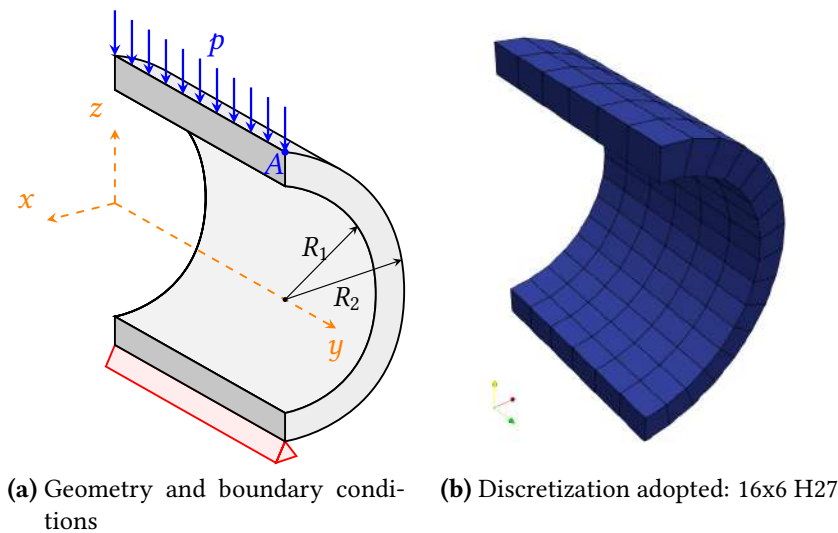 p
A
z
x
R1
R2
y
(a) Geometry and boundary condi-
tions
(b) Discretization adopted: 16x6 H27